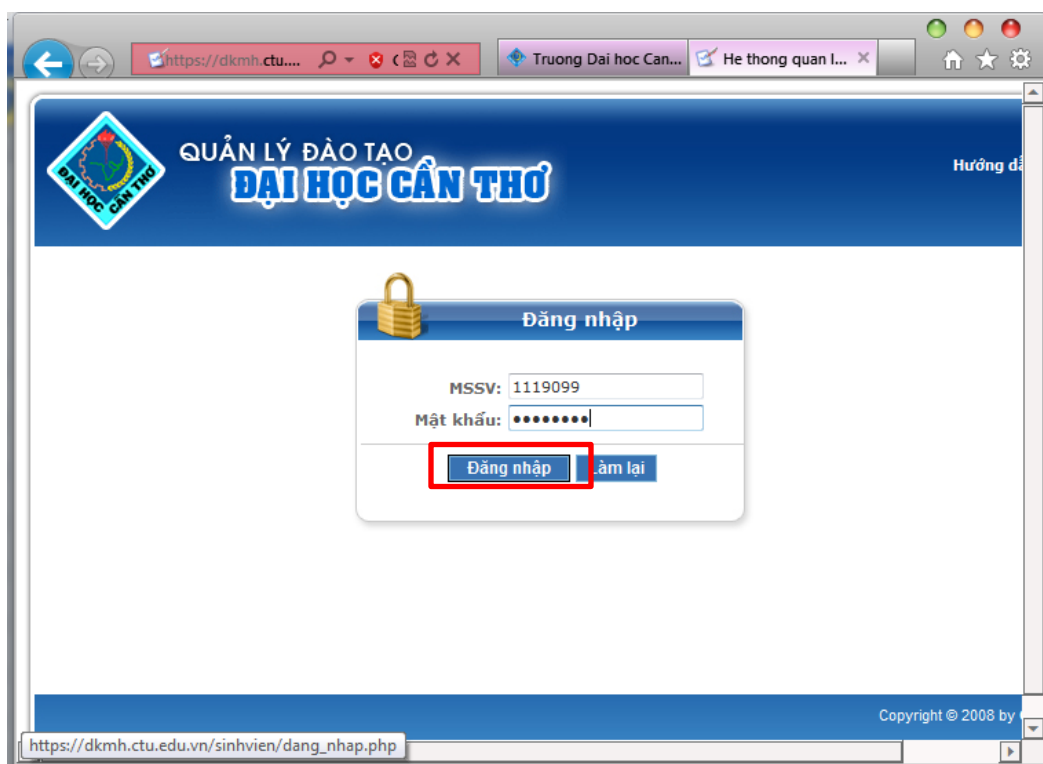 https://dkmh.ctu....
Truong Dai hoc Can...
He thong quan l...
QUẢN LÝ ĐÀO TẠO
ĐẠI HỌC CẦN THƠ
ĐẠI HỌC CẦN THƠ
Hướng dẫ
Đăng nhập
MSSV: 1119099
Mật khẩu: ••••••••
Đăng nhập Làm lại
Copyright © 2008 by
https://dkmh.ctu.edu.vn/sinhvien/dang_nhap.php